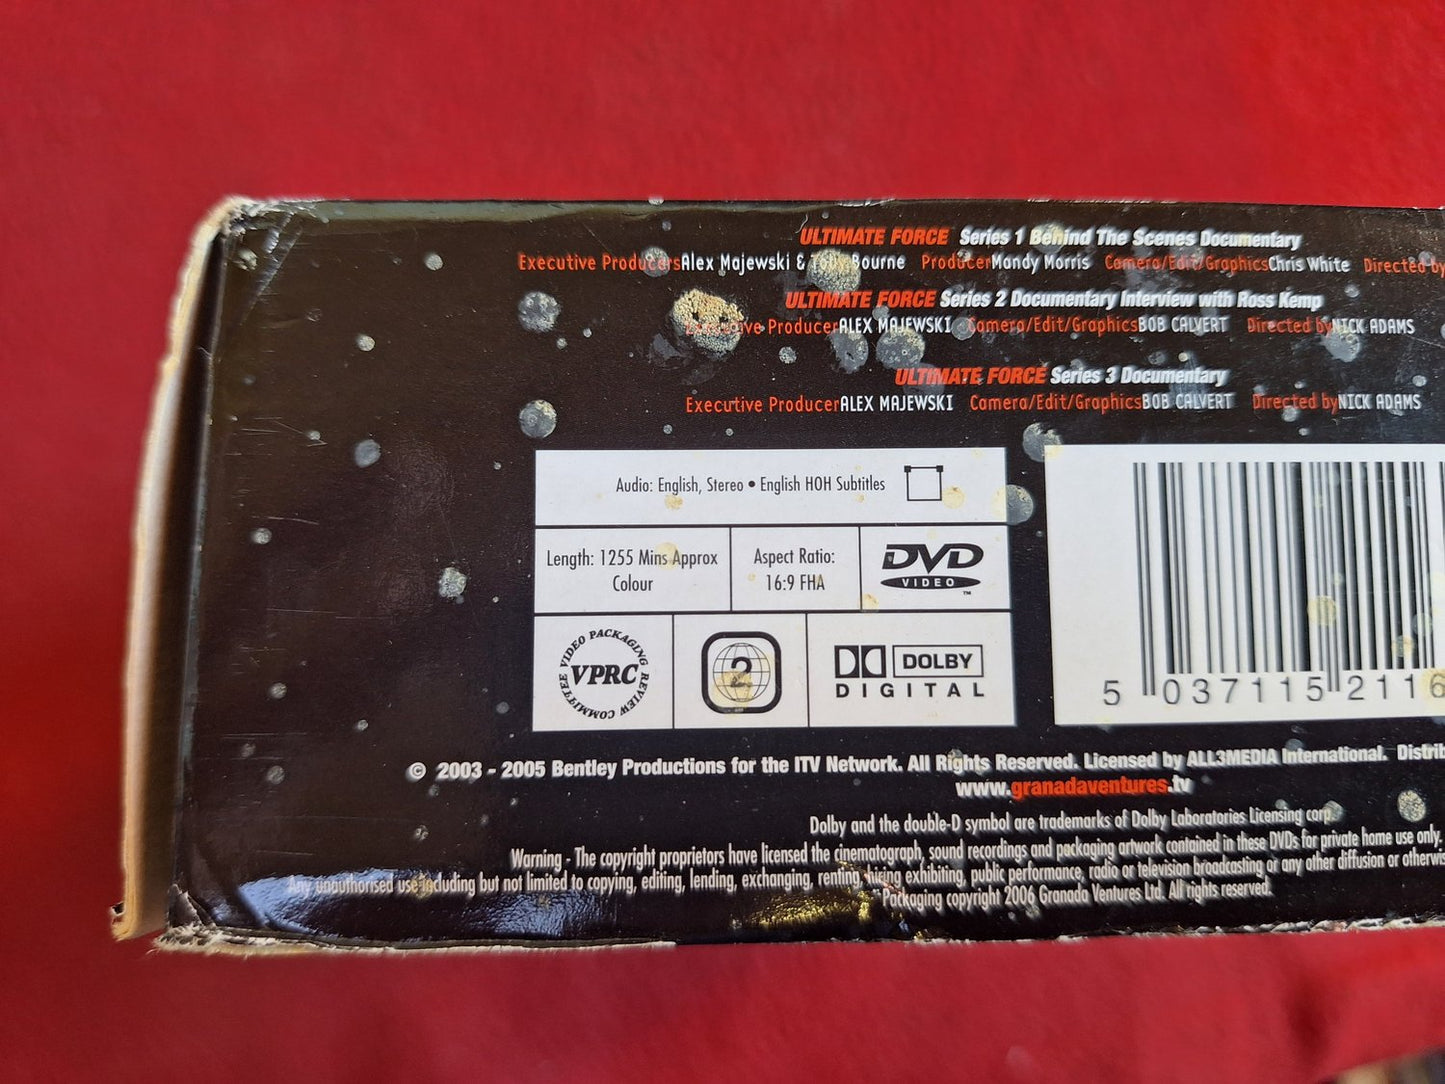 ULTIMATE FORCE Series 1 Behind The Scenes Documentary
Executive Producers Alex Majewski & Bourne Producer Mandy Morris Camera/Edit/Graphics Chris White Directed by
ULTIMATE FORCE Series 2 Documentary Interview with Ross Kemp
Executive Producer ALEX MAJEWSKI Camera/Edit/Graphics BOB CALVERT Directed by NICK ADAMS
ULTIMATE FORCE Series 3 Documentary
Executive Producer ALEX MAJEWSKI Camera/Edit/Graphics BOB CALVERT Directed by NICK ADAMS
Audio: English, Stereo • English HOH Subtitles
Length: 1255 Mins Approx
Colour
Aspect Ratio:
16:9 FHA
DVD
VIDEO ™
VIDEO PACKAGING REVIEW COMMITTEE
VPRC
2
DOLBY
DIGITAL
5 037115 2116
© 2003 - 2005 Bentley Productions for the ITV Network. All Rights Reserved. Licensed by ALL3MEDIA International. Distrib
www.granadaventures.tv
Dolby and the double-D symbol are trademarks of Dolby Laboratories Licensing corp.
Warning - The copyright proprietors have licensed the cinematograph, sound recordings and packaging artwork contained in these DVDs for private home use only.
Any unauthorised use including but not limited to copying, editing, lending, exchanging, renting, hiring exhibiting, public performance, radio or television broadcasting or any other diffusion or otherwis
Packaging copyright 2006 Granada Ventures Ltd. All rights reserved.